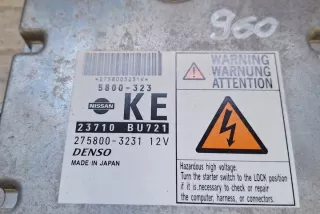 960
*2758003231K*
5800-323
NISSAN
KE
23710 BU721
275800-3231 12V
DENSO
MADE IN JAPAN
WARNING
WARNUNG
ATTENTION
Hazardous high voltage.
Turn the starter switch to the LOCK position
if it is necessary to check or repair
the computer, harness, or connectors.